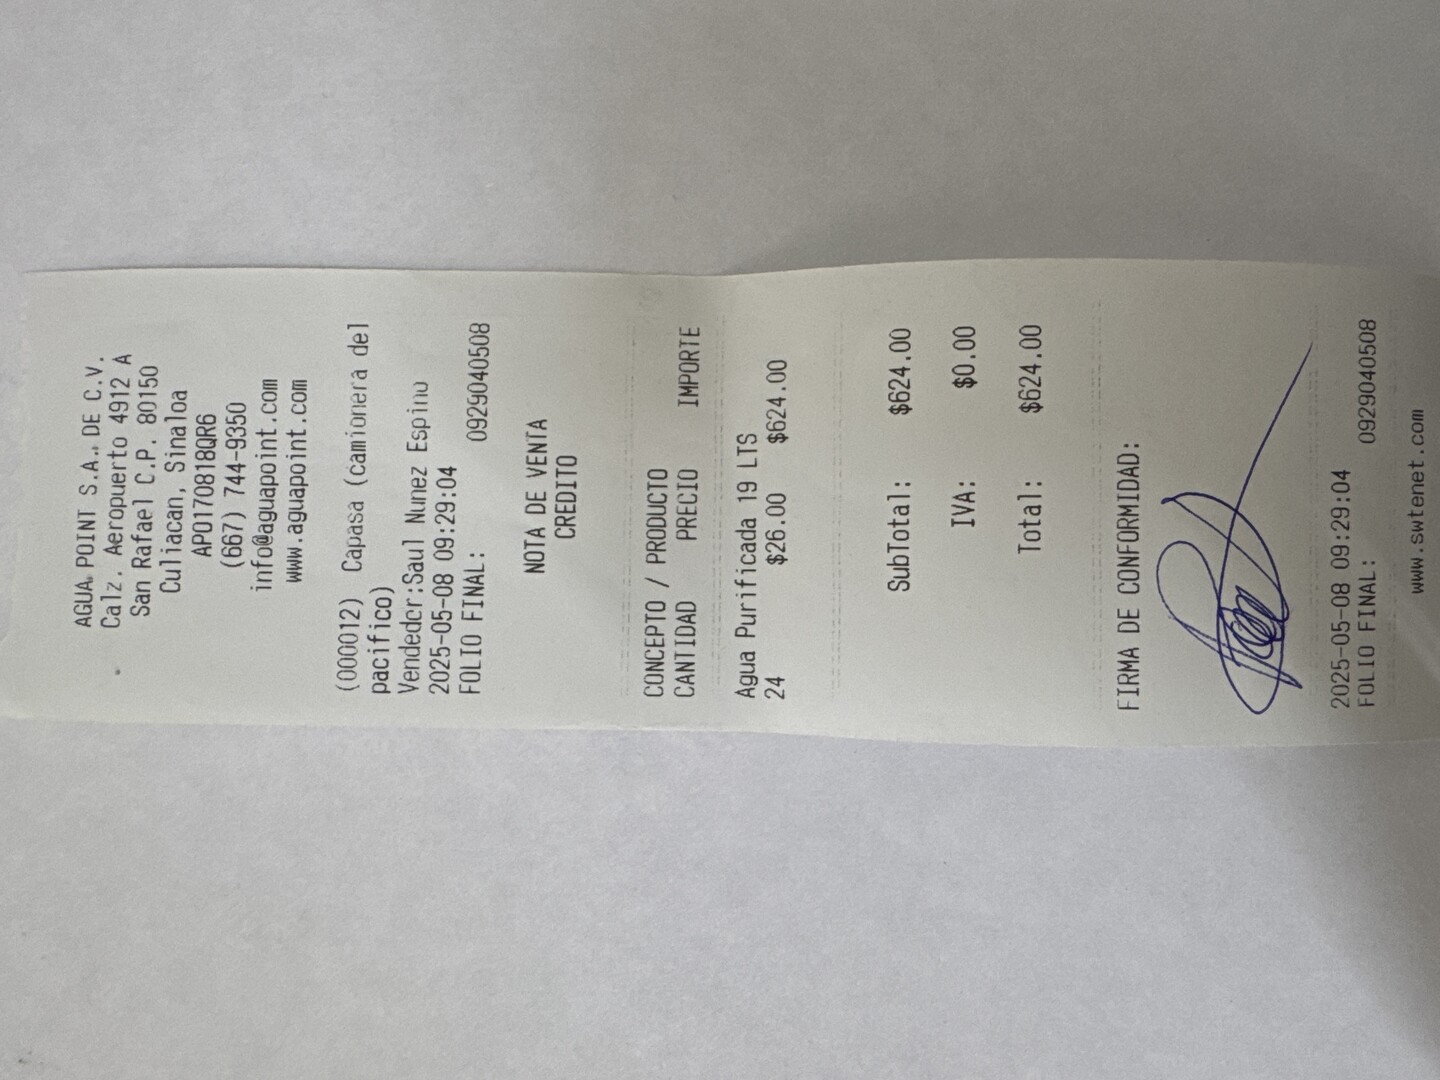 AGUA POINT S.A. DE C.V.
Calz. Aeropuerto 4912 A
San Rafael C.P. 80150
Culiacan, Sinaloa
APO170818QR6
(667) 744-9350
info@aguapoint.com
www.aguapoint.com
(000012) Capasa (camionera del
pacifico)
Vendedor:Saul Nunez Espino
2025-05-08 09:29:04
FOLIO FINAL: 0929040508
NOTA DE VENTA
CREDITO
CONCEPTO / PRODUCTO
CANTIDAD PRECIO IMPORTE
Agua Purificada 19 LTS
24 $26.00 $624.00
SubTotal: $624.00
IVA: $0.00
Total: $624.00
FIRMA DE CONFORMIDAD:
2025-05-08 09:29:04
FOLIO FINAL: 0929040508
www.swtenet.com